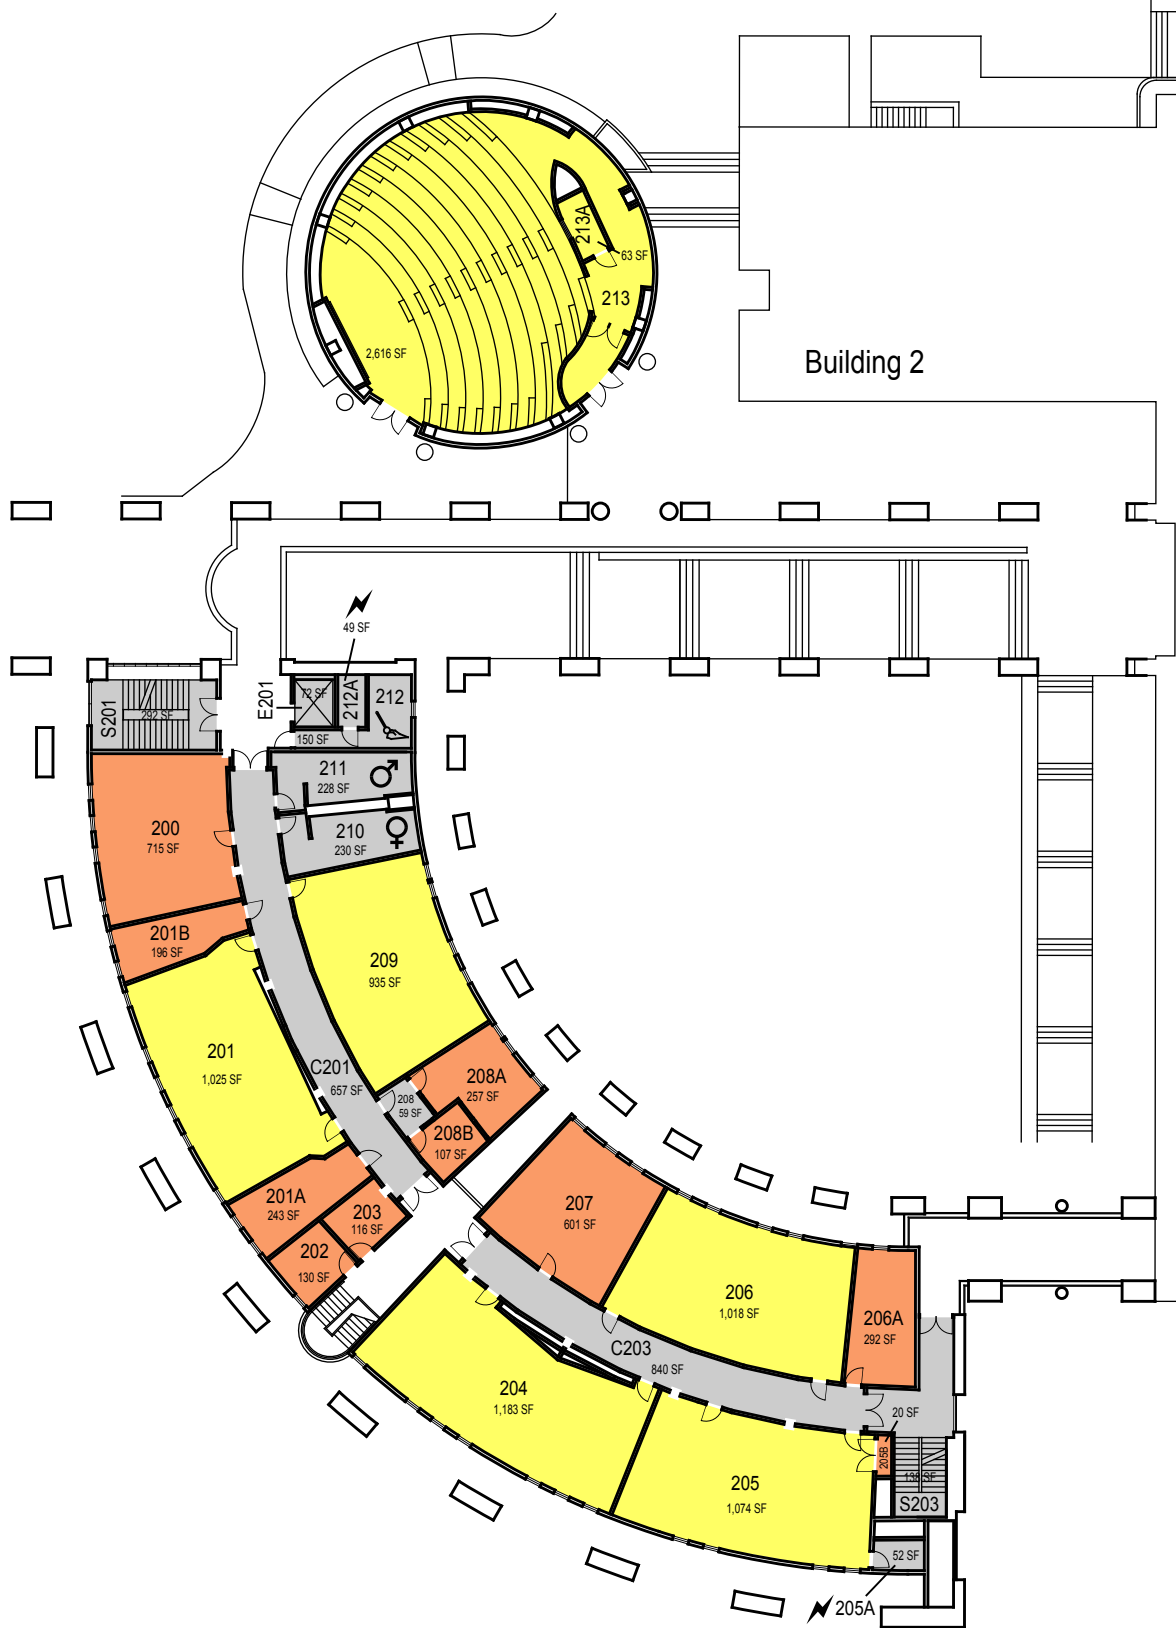 213A
63 SF
213
2,616 SF
Building 2
49 SF
E201
72 SF
212A
212
S201
292 SF
150 SF
211
228 SF
200
715 SF
210
230 SF
201B
196 SF
209
935 SF
201
1,025 SF
C201
657 SF
208A
257 SF
208
59 SF
208B
107 SF
201A
243 SF
203
116 SF
202
130 SF
207
601 SF
206
1,018 SF
206A
292 SF
C203
840 SF
204
1,183 SF
20 SF
205B
205
1,074 SF
138 SF
S203
52 SF
205A